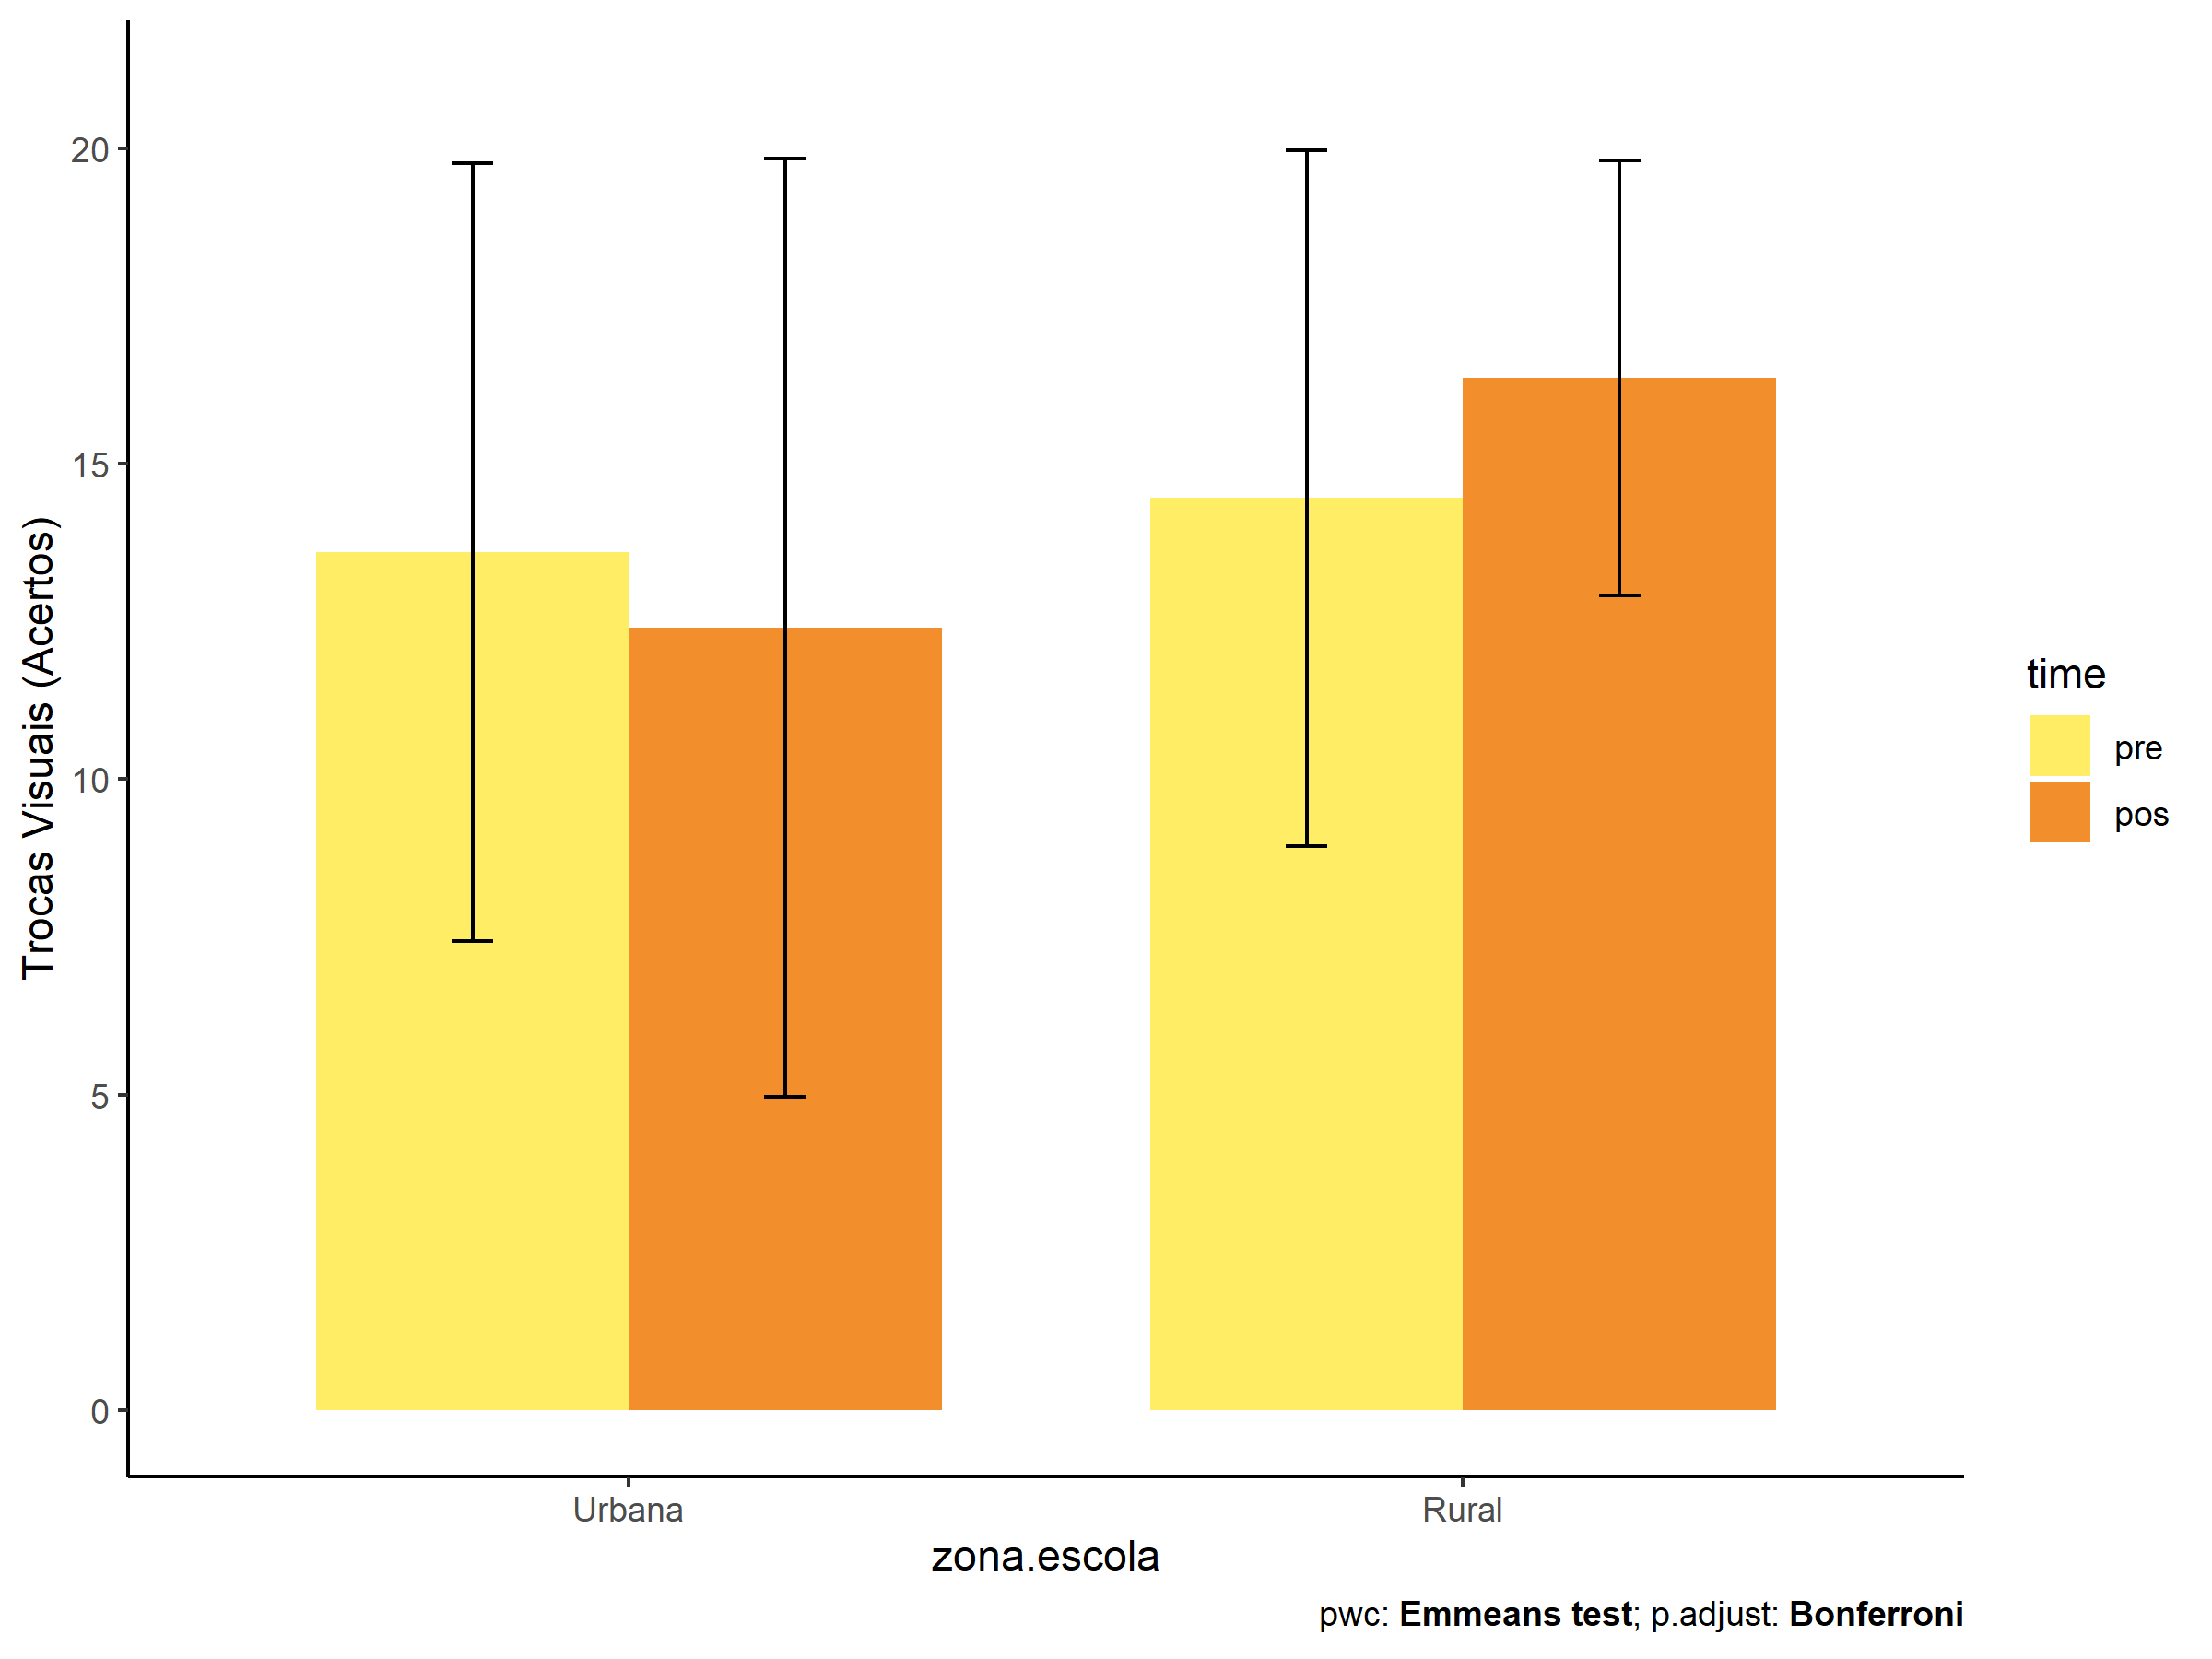 Trocas Visuais (Acertos)
20
15
10
5
0
Urbana
Rural
zona.escola
time
pre
pos
pwc: Emmeans test; p.adjust: Bonferroni